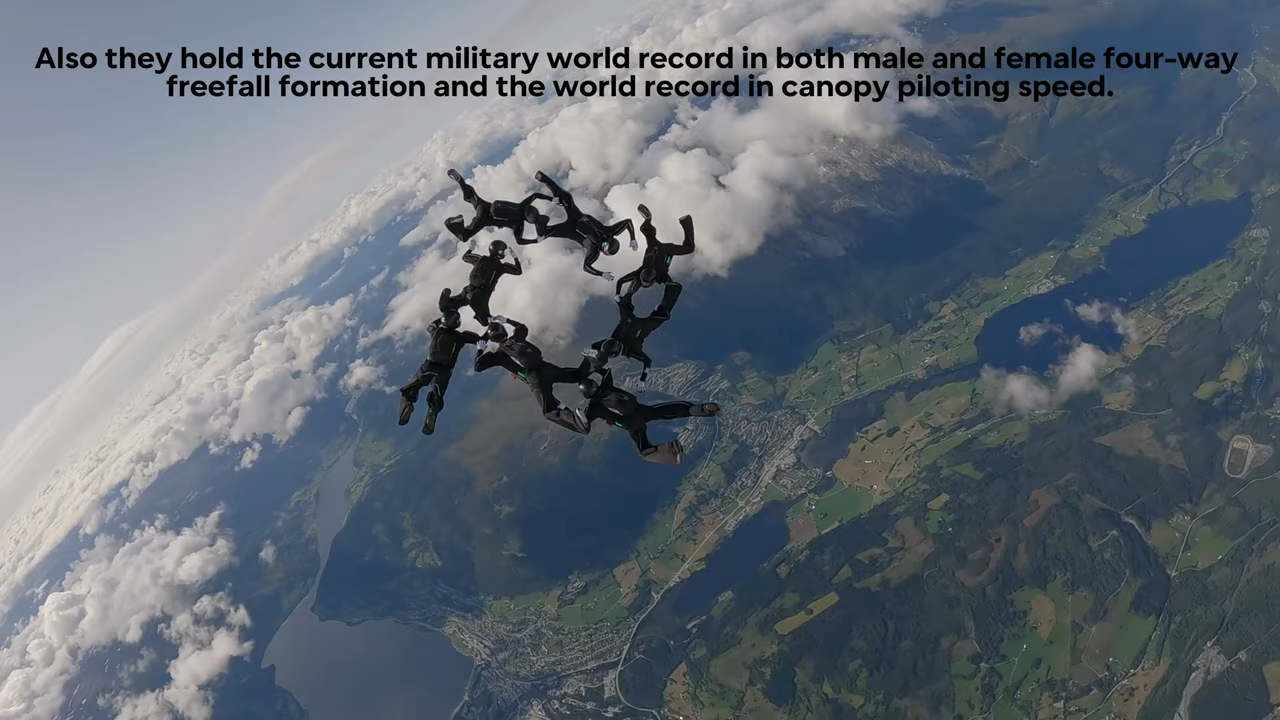 Also they hold the current military world record in both male and female four-way
freefall formation and the world record in canopy piloting speed.